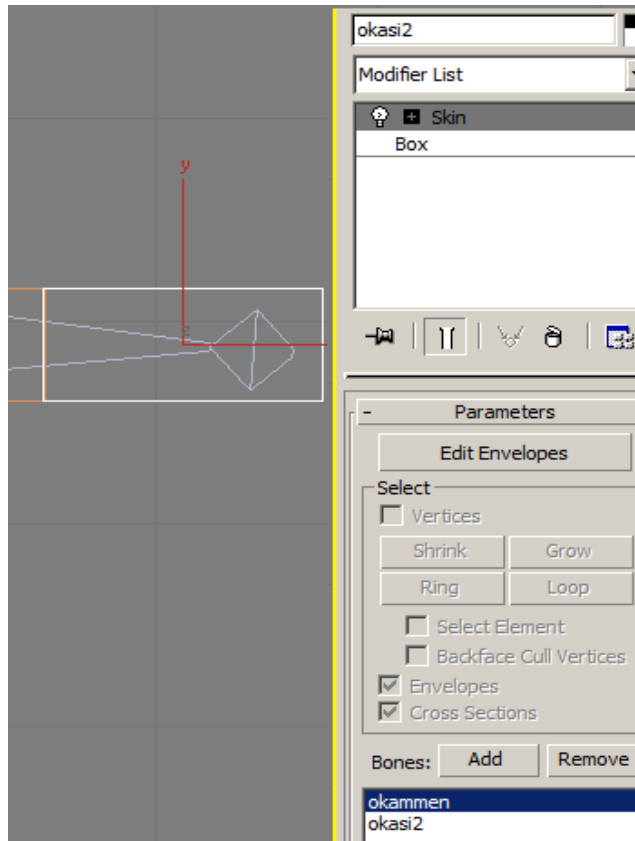 y
okasi2
Modifier List
Skin
Box
- Parameters
Edit Envelopes
Select
Vertices
Shrink Grow
Ring Loop
Select Element
Backface Cull Vertices
Envelopes
Cross Sections
Bones: Add Remove
okammen
okasi2